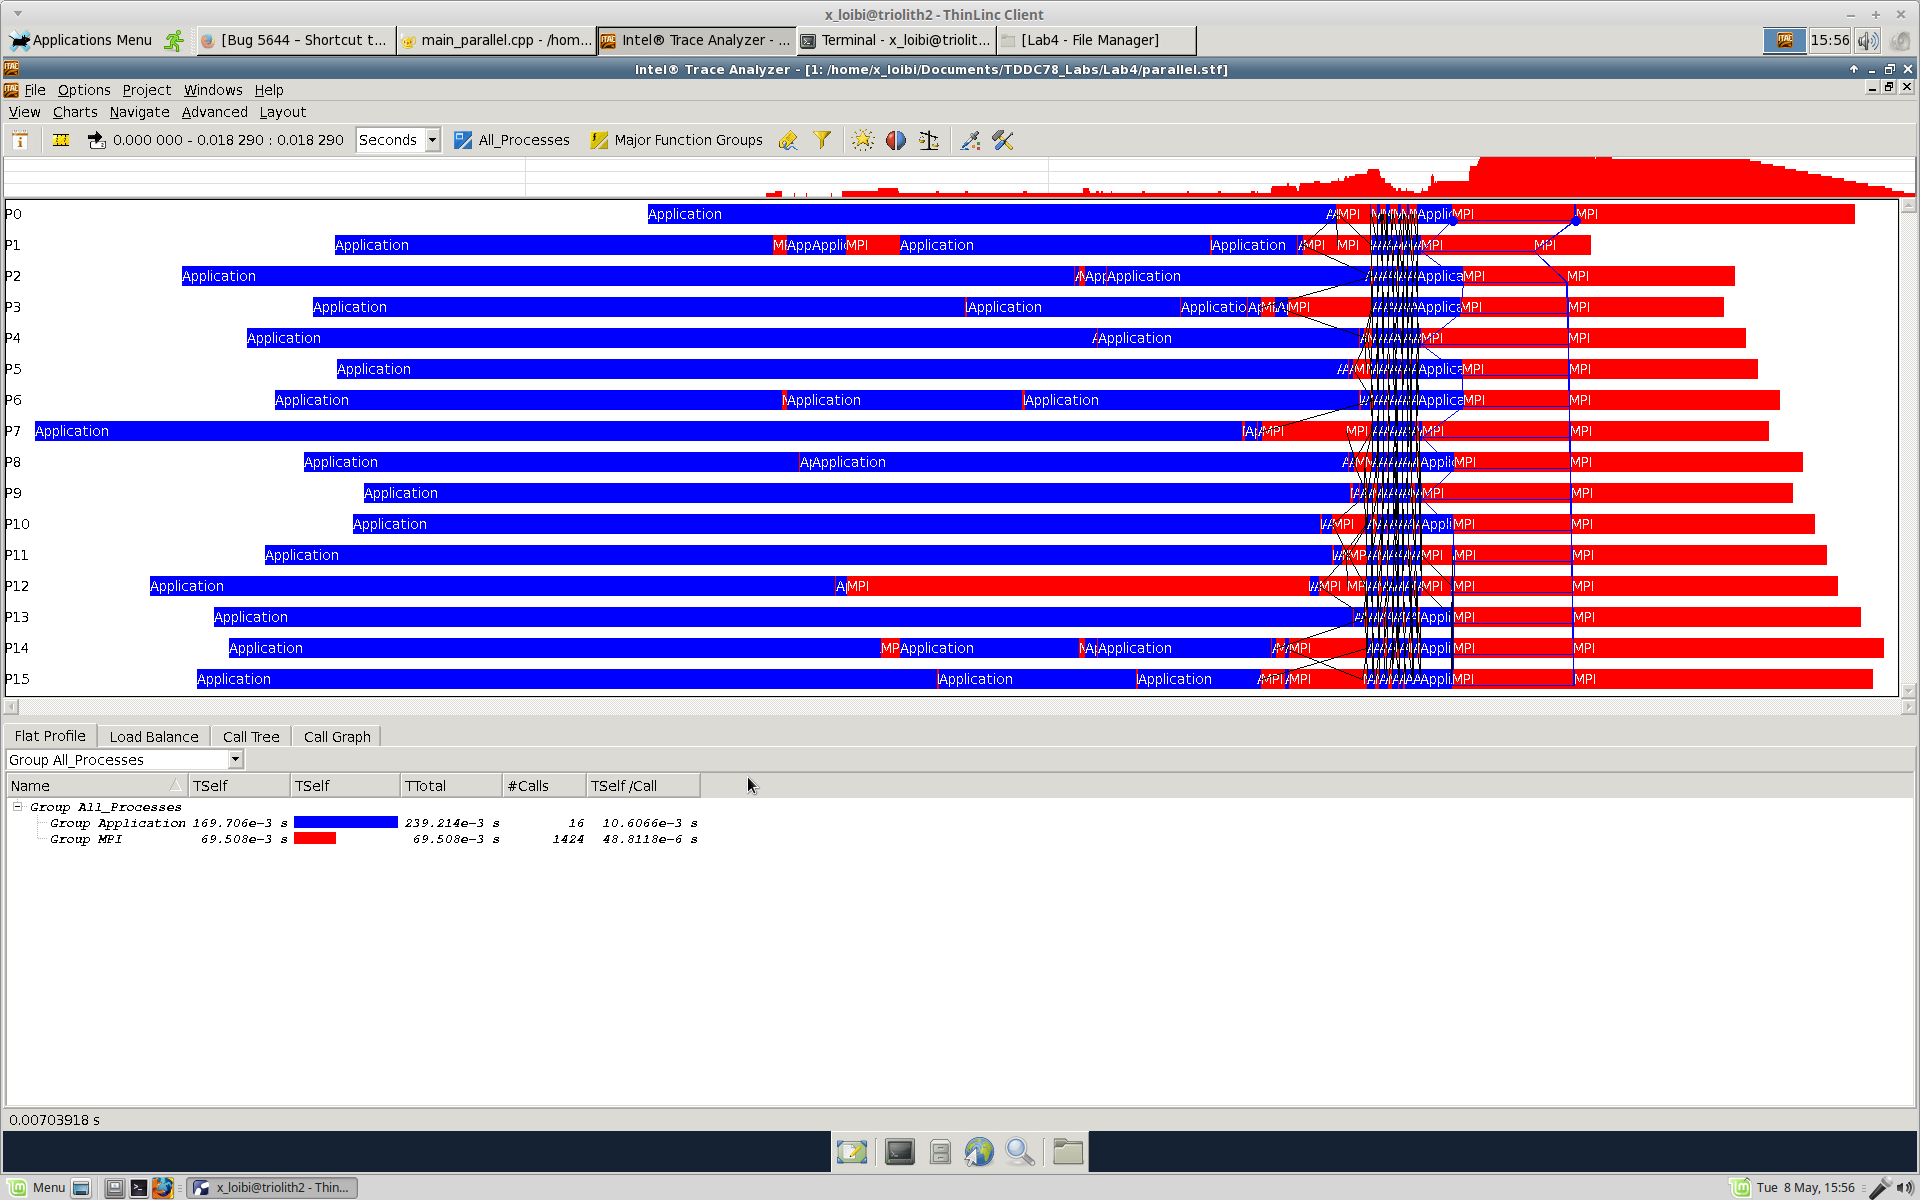 x_loibi@triolith2 - ThinLinc Client
Applications Menu [Bug 5644 – Shortcut t... main_parallel.cpp - /hom... Intel® Trace Analyzer - ... Terminal - x_loibi@triolit... [Lab4 - File Manager] 15:56
Intel® Trace Analyzer - [1: /home/x_loibi/Documents/TDDC78_Labs/Lab4/parallel.stf]
File Options Project Windows Help
View Charts Navigate Advanced Layout
0.000 000 - 0.018 290 : 0.018 290 Seconds All_Processes Major Function Groups
P0 Application MPI Applic MPI MPI
P1 Application App Applic MPI Application Application MPI MPI MPI MPI
P2 Application App Application Applica MPI MPI
P3 Application Application Applicatio MPI Applica MPI MPI
P4 Application Application MPI MPI
P5 Application Applica MPI MPI
P6 Application Application Application Applica MPI MPI
P7 Application MPI MPI MPI MPI
P8 Application Application Appli MPI MPI
P9 Application MPI MPI
P10 Application MPI Appli MPI MPI
P11 Application MPI MPI MPI MPI
P12 Application MPI MPI MPI MPI MPI
P13 Application Appli MPI MPI
P14 Application MP Application Application MPI Appli MPI MPI
P15 Application Application Application MPI MPI Appli MPI MPI
Flat Profile Load Balance Call Tree Call Graph
Group All_Processes
Name TSelf TSelf TTotal #Calls TSelf /Call
Group All_Processes
Group Application 169.706e-3 s 239.214e-3 s 16 10.6066e-3 s
Group MPI 69.508e-3 s 69.508e-3 s 1424 48.8118e-6 s
0.00703918 s
Menu x_loibi@triolith2 - Thin... Tue 8 May, 15:56